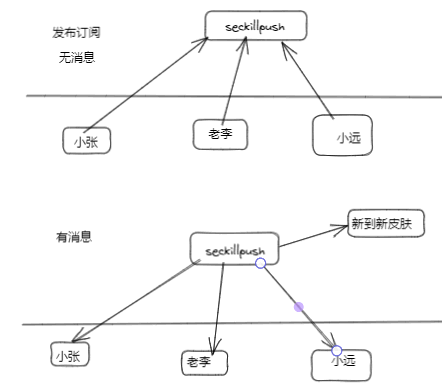 seckillpush
发布订阅
无消息
小张
老李
小远
新到新皮肤
有消息
seckillpush
小张
老李
小远